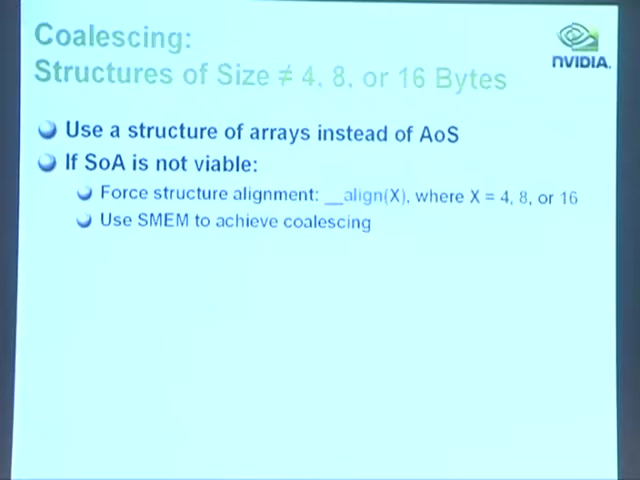 Coalescing:
Structures of Size ≠ 4, 8, or 16 Bytes
NVIDIA.
Use a structure of arrays instead of AoS
If SoA is not viable:
Force structure alignment: __align(X), where X = 4, 8, or 16
Use SMEM to achieve coalescing